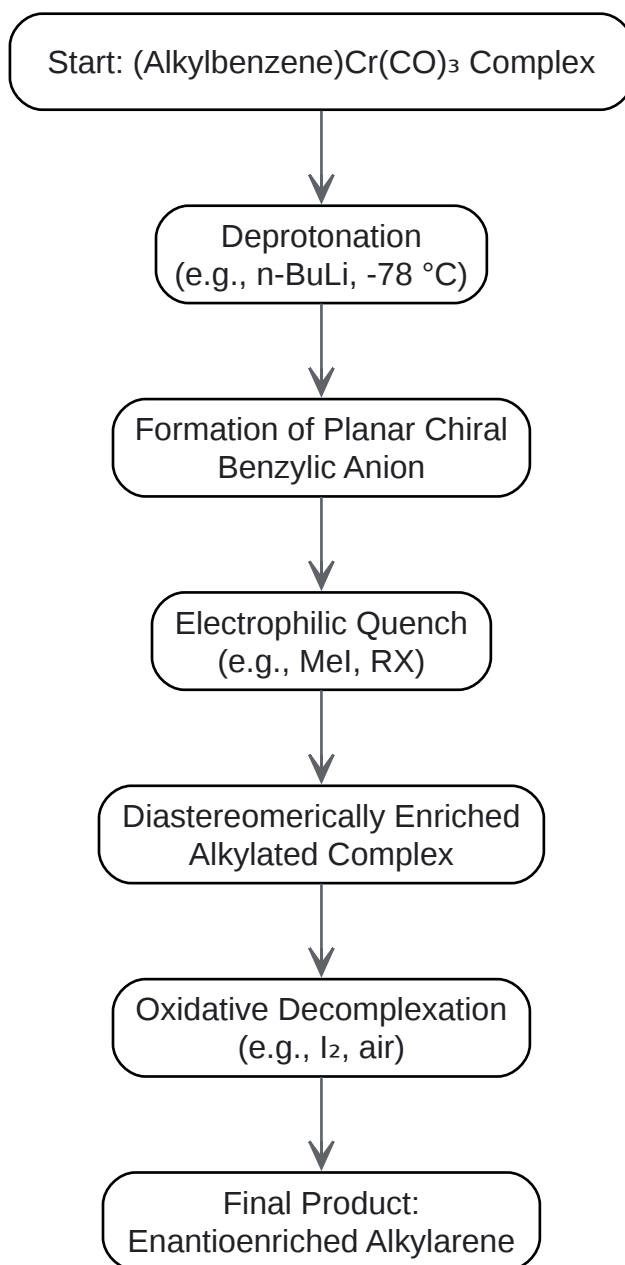 Start: (Alkylbenzene)Cr(CO)₃ Complex
Deprotonation
(e.g., n-BuLi, -78 °C)
Formation of Planar Chiral
Benzylic Anion
Electrophilic Quench
(e.g., MeI, RX)
Diastereomerically Enriched
Alkylated Complex
Oxidative Decomplexation
(e.g., I₂, air)
Final Product:
Enantioenriched Alkylarene